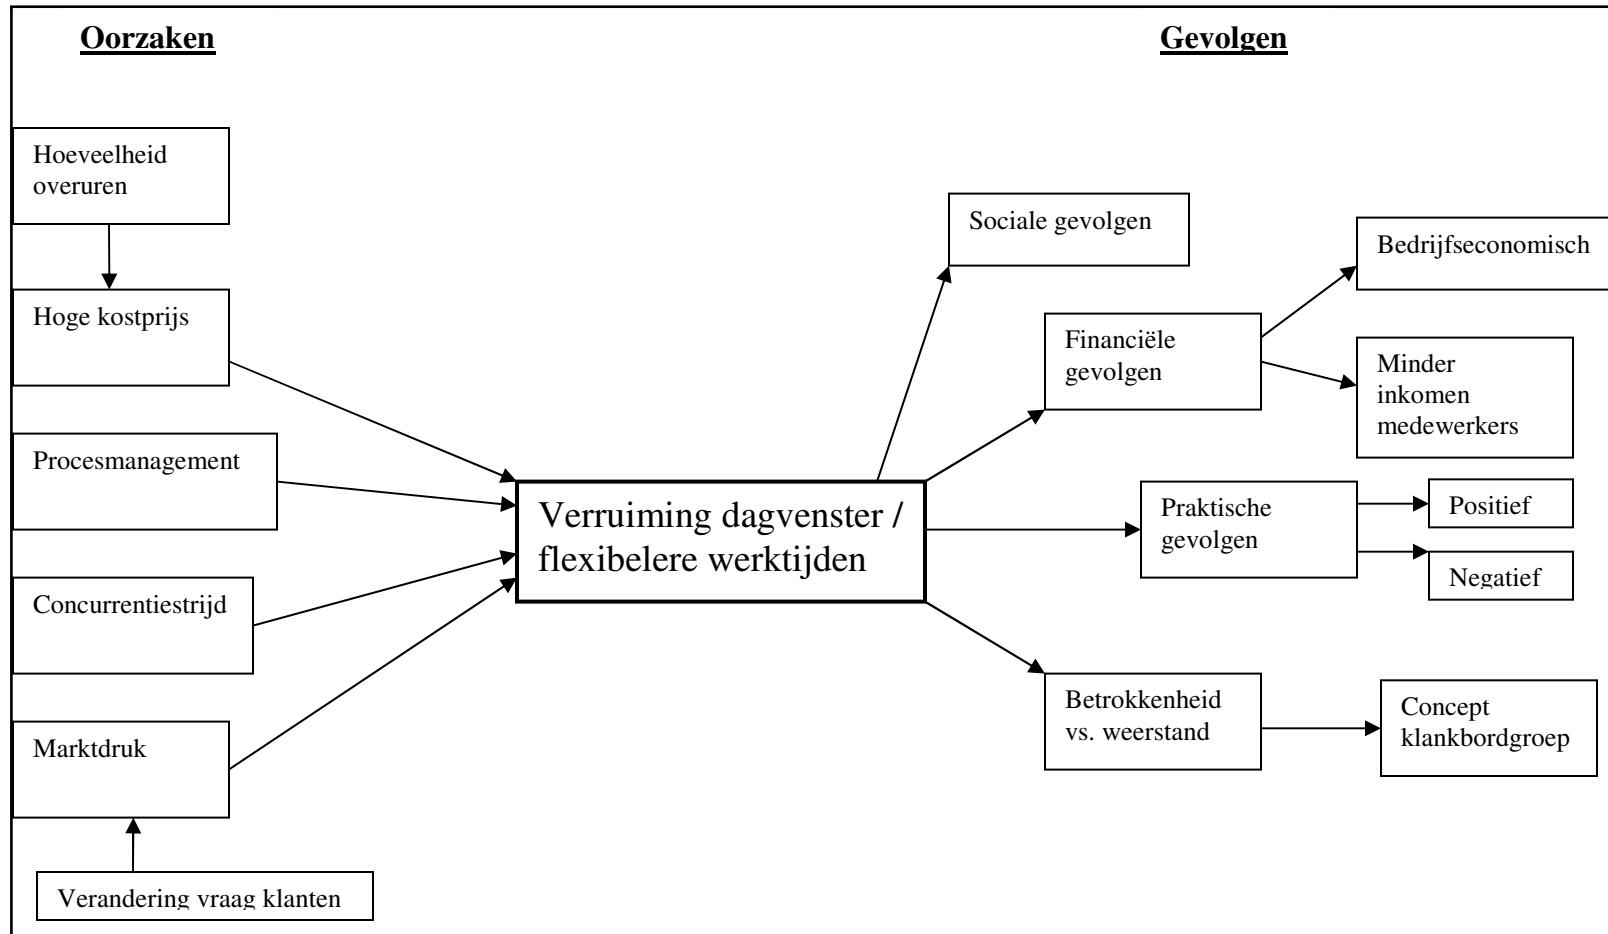 Oorzaken
Gevolgen
Hoeveelheid
overuren
Hoge kostprijs
Procesmanagement
Concurrentiestrijd
Marktdruk
Verandering vraag klanten
Verruiming dagvenster /
flexibelere werktijden
Sociale gevolgen
Financiële
gevolgen
Bedrijfseconomisch
Minder
inkomen
medewerkers
Praktische
gevolgen
Positief
Negatief
Betrokkenheid
vs. weerstand
Concept
klankbordgroep